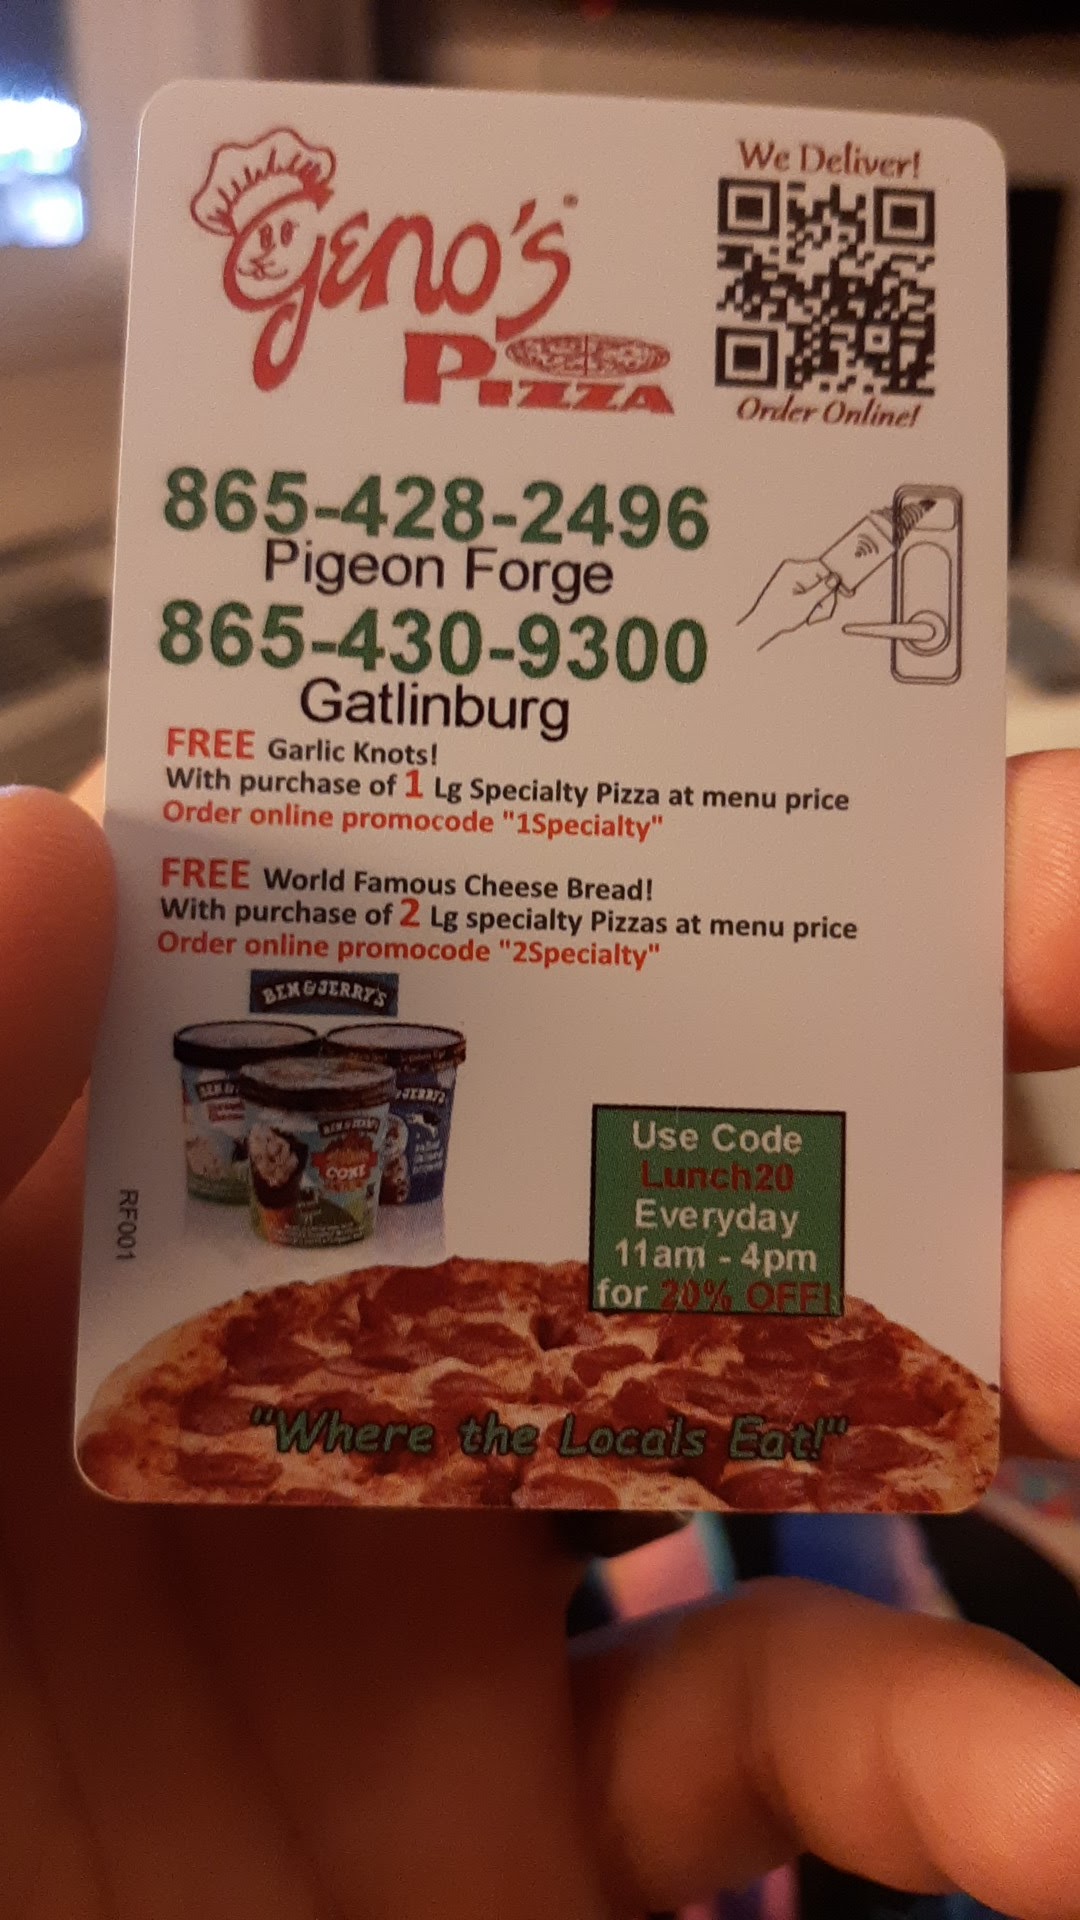 Geno's
PIZZA
We Deliver!
Order Online!
865-428-2496
Pigeon Forge
865-430-9300
Gatlinburg
FREE Garlic Knots!
With purchase of 1 Lg Specialty Pizza at menu price
Order online promocode "1Specialty"
FREE World Famous Cheese Bread!
With purchase of 2 Lg specialty Pizzas at menu price
Order online promocode "2Specialty"
BEN & JERRY'S
RF001
Use Code
Lunch20
Everyday
11am - 4pm
for 20% OFF!
"Where the Locals Eat!"